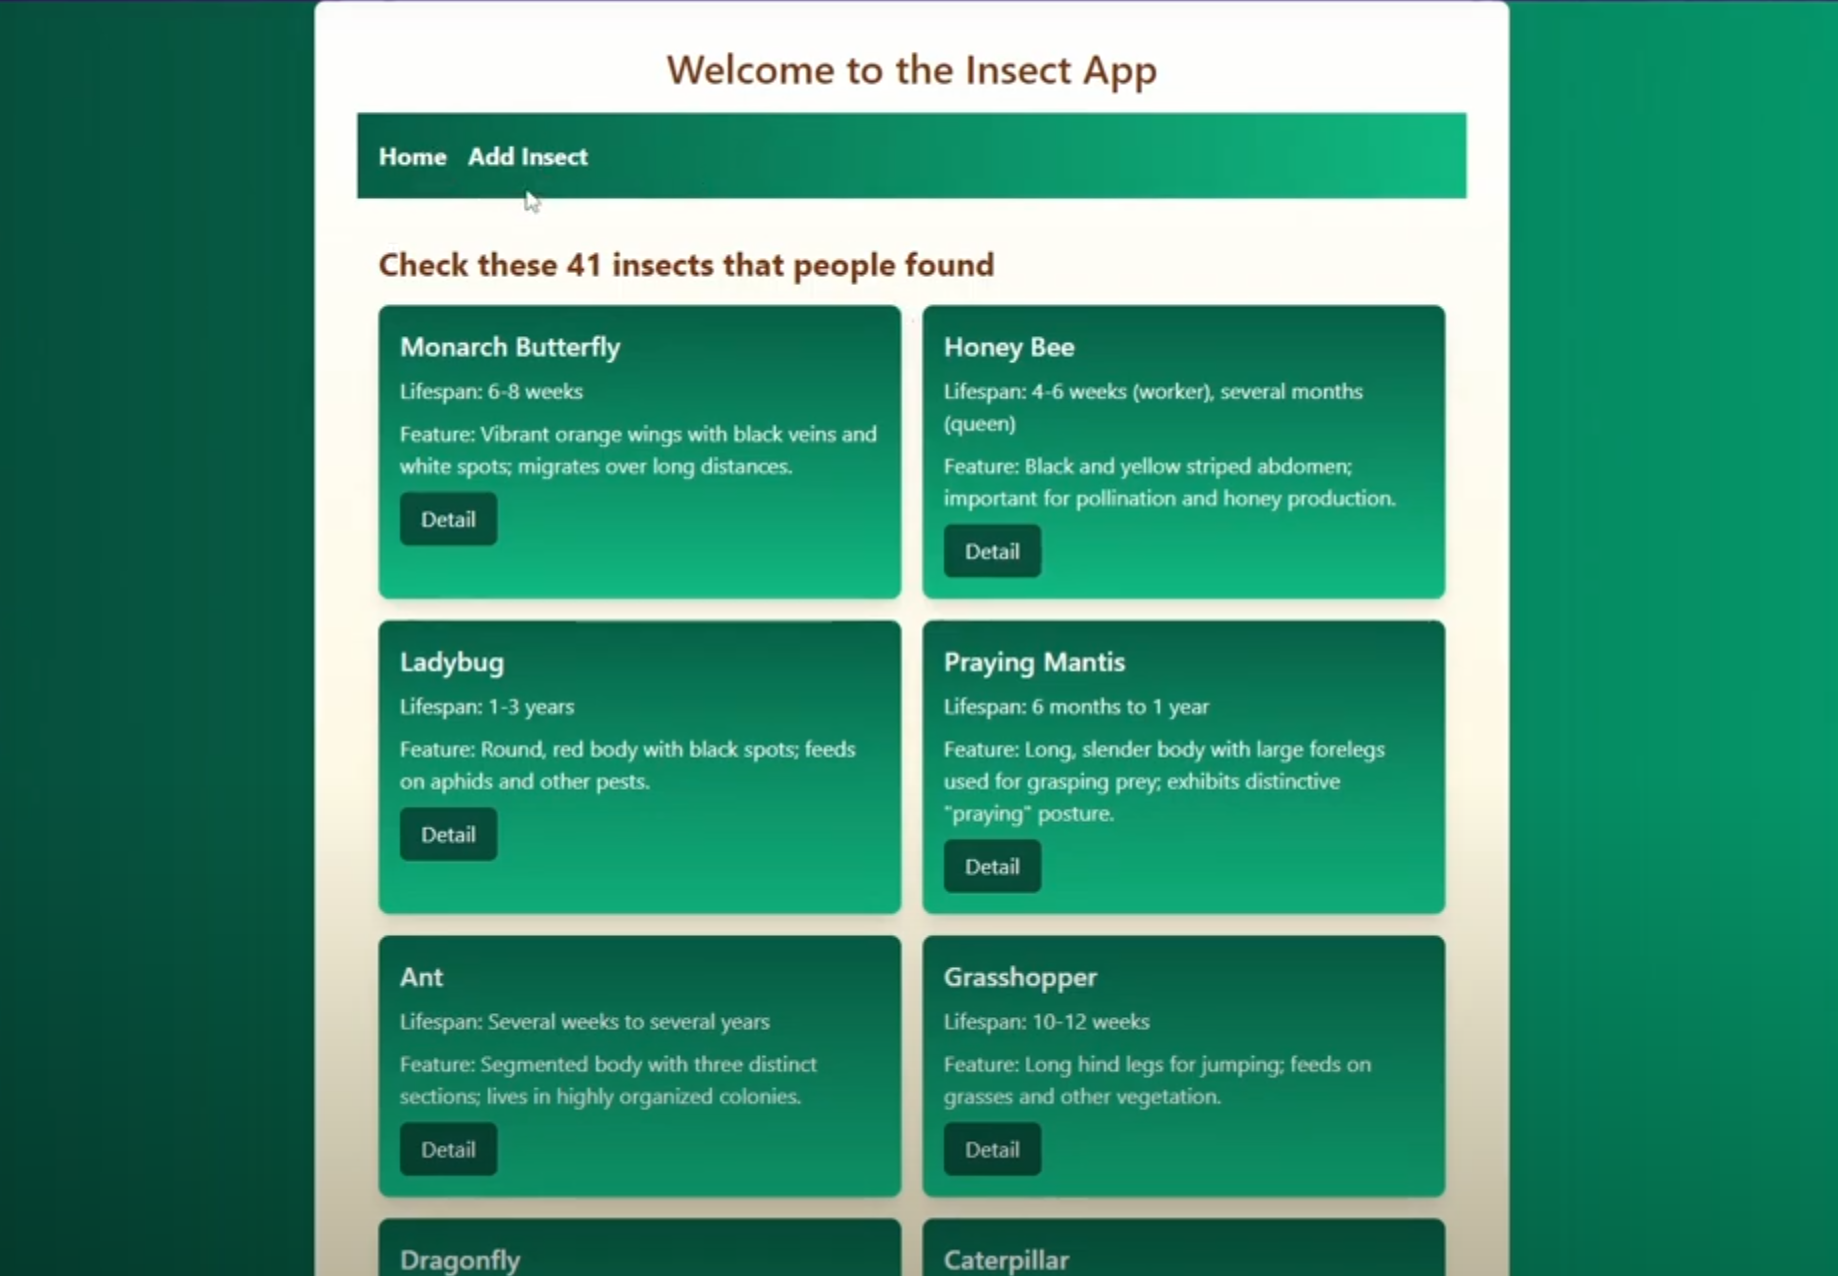 Welcome to the Insect App
Home Add Insect
Check these 41 insects that people found
Monarch Butterfly
Lifespan: 6-8 weeks
Feature: Vibrant orange wings with black veins and
white spots; migrates over long distances.
Detail
Honey Bee
Lifespan: 4-6 weeks (worker), several months
(queen)
Feature: Black and yellow striped abdomen;
important for pollination and honey production.
Detail
Ladybug
Lifespan: 1-3 years
Feature: Round, red body with black spots; feeds
on aphids and other pests.
Detail
Praying Mantis
Lifespan: 6 months to 1 year
Feature: Long, slender body with large forelegs
used for grasping prey; exhibits distinctive
"praying" posture.
Detail
Ant
Lifespan: Several weeks to several years
Feature: Segmented body with three distinct
sections; lives in highly organized colonies.
Detail
Grasshopper
Lifespan: 10-12 weeks
Feature: Long hind legs for jumping; feeds on
grasses and other vegetation.
Detail
Dragonfly
Caterpillar